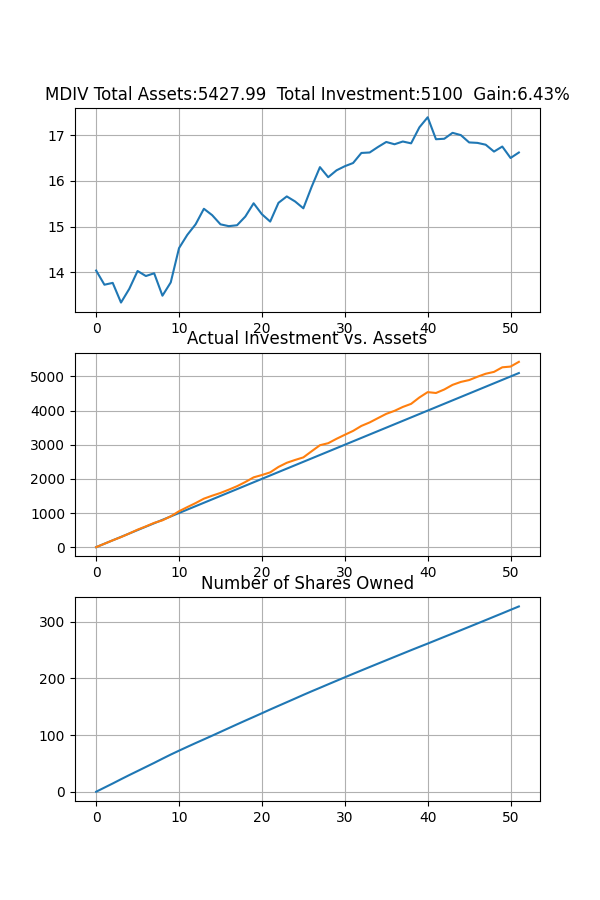 MDIV Total Assets:5427.99  Total Investment:5100  Gain:6.43%
17
16
15
14
0 10 20 30 40 50
Actual Investment vs. Assets
5000
4000
3000
2000
1000
0
0 10 20 30 40 50
Number of Shares Owned
300
200
100
0
0 10 20 30 40 50